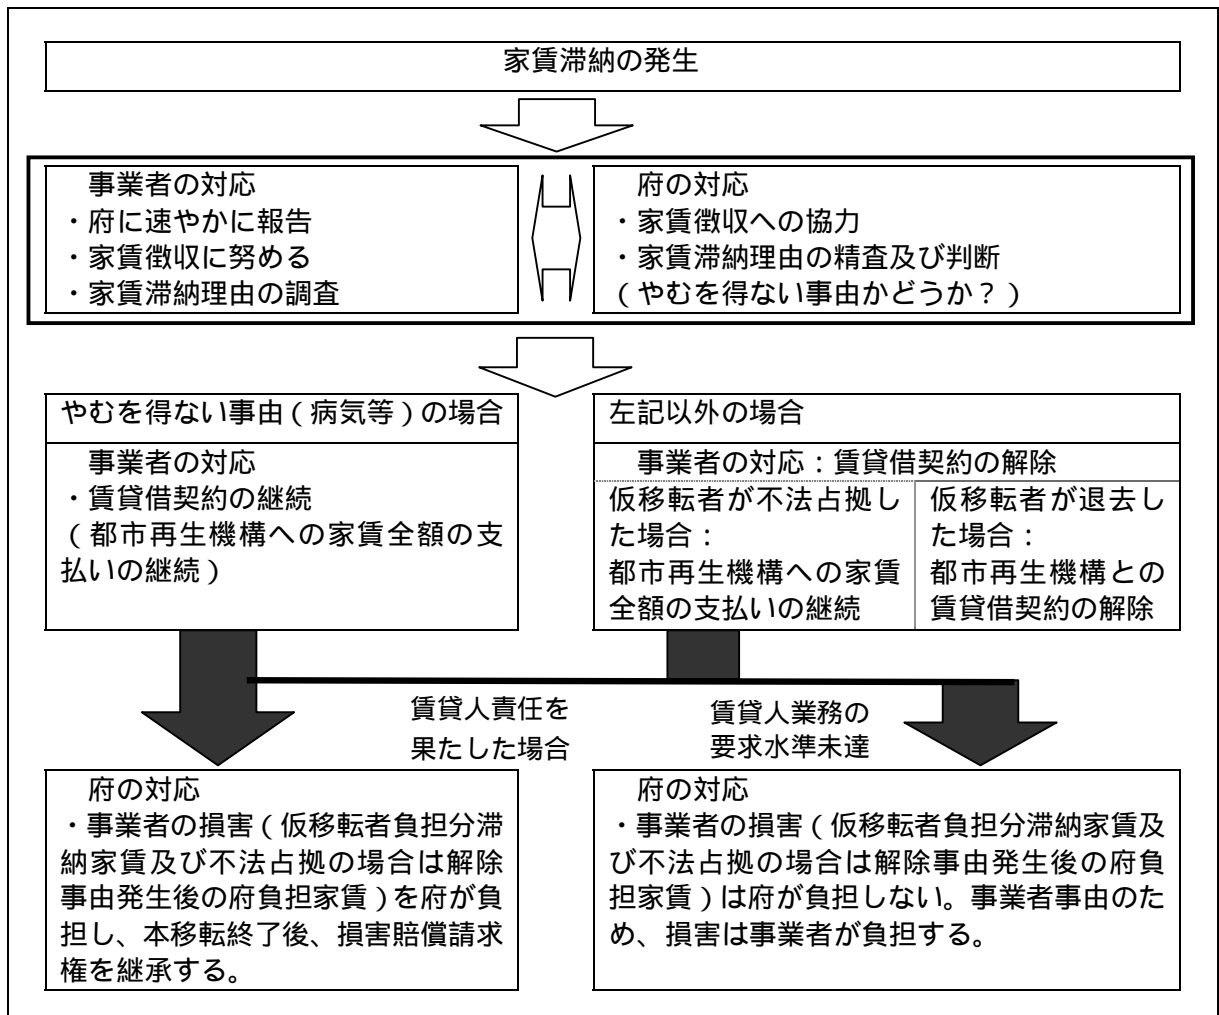 家賃滞納の発生
事業者の対応
・府に速やかに報告
・家賃徴収に努める
・家賃滞納理由の調査
府の対応
・家賃徴収への協力
・家賃滞納理由の精査及び判断
（やむを得ない事由かどうか？）
やむを得ない事由（病気等）の場合
事業者の対応
・賃貸借契約の継続
（都市再生機構への家賃全額の支
払いの継続）
左記以外の場合
事業者の対応：賃貸借契約の解除
仮移転者が不法占拠し
た場合：
都市再生機構への家賃
全額の支払いの継続
仮移転者が退去し
た場合：
都市再生機構との
賃貸借契約の解除
賃貸人責任を
果たした場合
賃貸人業務の
要求水準未達
府の対応
・事業者の損害（仮移転者負担分滞
納家賃及び不法占拠の場合は解除
事由発生後の府負担家賃）を府が負
担し、本移転終了後、損害賠償請求
権を継承する。
府の対応
・事業者の損害（仮移転者負担分滞納家賃及
び不法占拠の場合は解除事由発生後の府負
担家賃）は府が負担しない。事業者事由のた
め、損害は事業者が負担する。